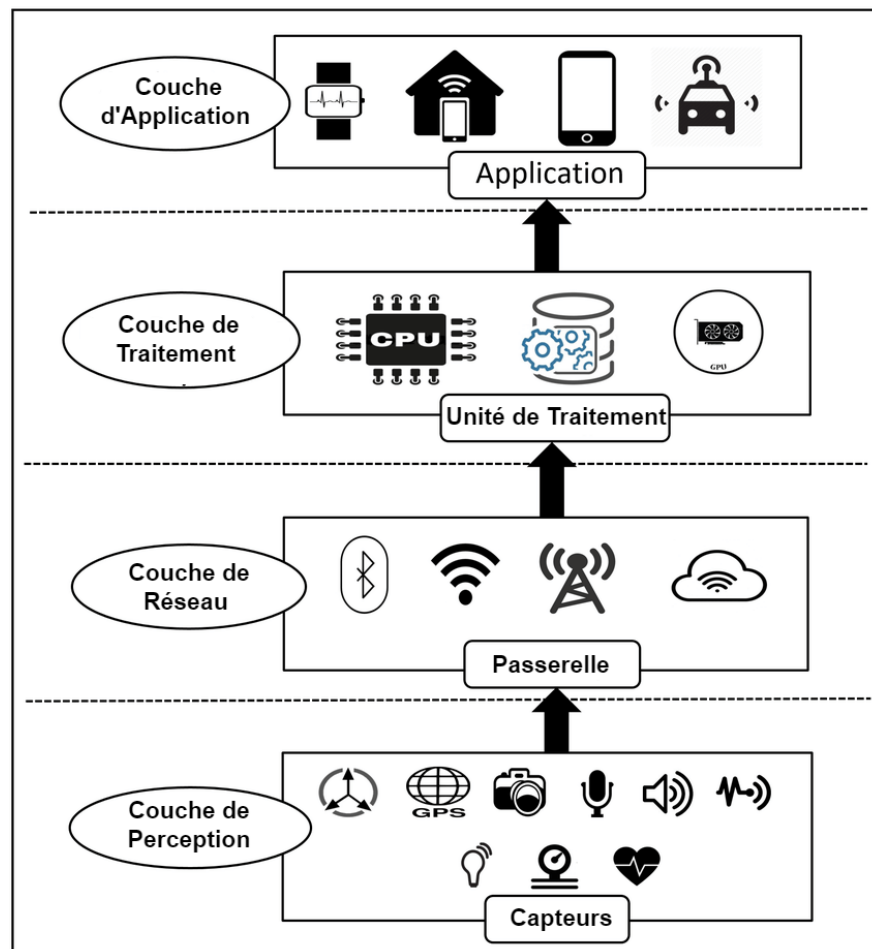 Couche
d'Application
Application
Couche de
Traitement
CPU
GPU
Unité de Traitement
Couche de
Réseau
Passerelle
Couche de
Perception
GPS
Capteurs